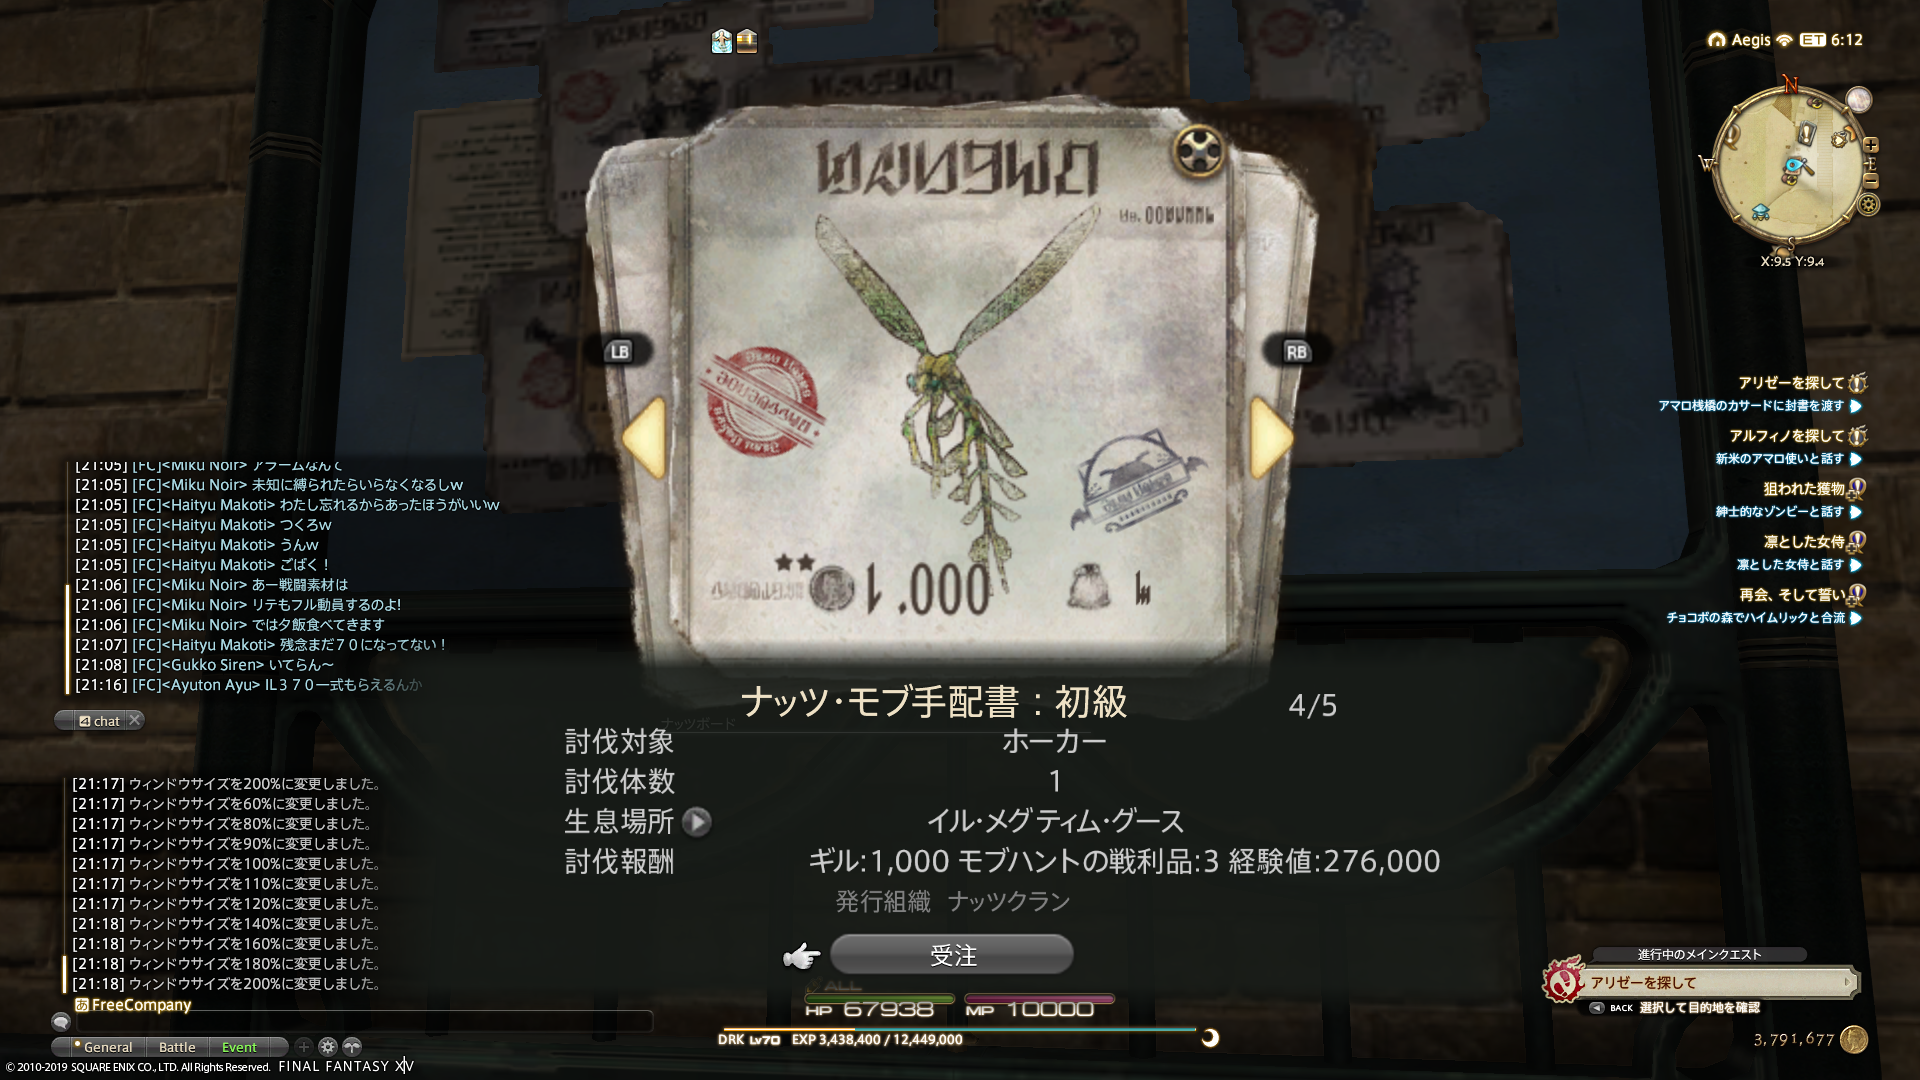 Aegis ET 6:12
N
W
E
S
X:9.5 Y:9.4
LB
RB
1.000
アリゼーを探して
アマロ桟橋のカサードに封書を渡す
アルフィノを探して
新米のアマロ使いと話す
狙われた獲物
紳士的なゾンビーと話す
凛とした女侍
凛とした女侍と話す
再会、そして誓い
チョコボの森でハイムリックと合流
[21:05] [FC]<Miku Noir> アラームなんて
[21:05] [FC]<Miku Noir> 未知に縛られたらいらなくなるしw
[21:05] [FC]<Haityu Makoti> わたし忘れるからあったほうがいいw
[21:05] [FC]<Haityu Makoti> つくろw
[21:05] [FC]<Haityu Makoti> うんw
[21:05] [FC]<Haityu Makoti> ごばく！
[21:06] [FC]<Miku Noir> あー戦闘素材は
[21:06] [FC]<Miku Noir> リテもフル動員するのよ!
[21:06] [FC]<Miku Noir> では夕飯食べてきます
[21:07] [FC]<Haityu Makoti> 残念まだ７０になってない！
[21:08] [FC]<Gukko Siren> いてらん～
[21:16] [FC]<Ayuton Ayu> IL３７０一式もらえるんか
4 chat
ナッツ・モブ手配書：初級 4/5
ナッツボード
討伐対象 ホーカー
討伐体数 1
生息場所 イル・メグ ティム・グース
討伐報酬 ギル:1,000 モブハントの戦利品:3 経験値:276,000
発行組織 ナッツクラン
受注
[21:17] ウィンドウサイズを200%に変更しました。
[21:17] ウィンドウサイズを60%に変更しました。
[21:17] ウィンドウサイズを80%に変更しました。
[21:17] ウィンドウサイズを90%に変更しました。
[21:17] ウィンドウサイズを100%に変更しました。
[21:17] ウィンドウサイズを110%に変更しました。
[21:17] ウィンドウサイズを120%に変更しました。
[21:18] ウィンドウサイズを140%に変更しました。
[21:18] ウィンドウサイズを160%に変更しました。
[21:18] ウィンドウサイズを180%に変更しました。
[21:18] ウィンドウサイズを200%に変更しました。
あ FreeCompany
General Battle Event
ALL
HP 67938 MP 10000
DRK Lv70 EXP 3,438,400 / 12,449,000
進行中のメインクエスト
アリゼーを探して
BACK 選択して目的地を確認
3,791,677
© 2010-2019 SQUARE ENIX CO., LTD. All Rights Reserved. FINAL FANTASY XIV